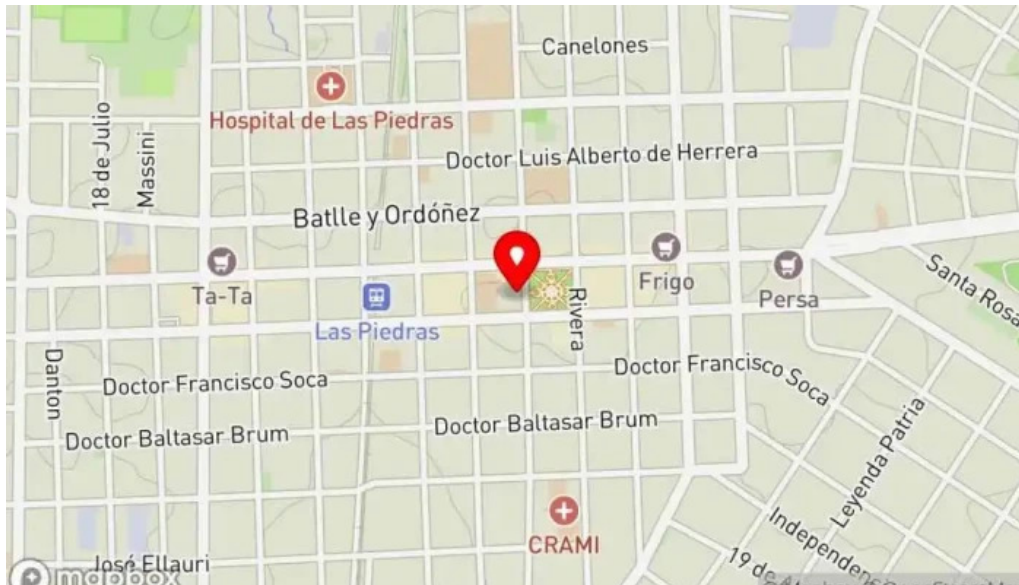 Canelones
Hospital de Las Piedras
18 de Julio
Massini
Doctor Luis Alberto de Herrera
Batlle y Ordóñez
Ta-Ta
Las Piedras
Rivera
Frigo
Persa
Santa Rosa
Danton
Doctor Francisco Soca
Doctor Francisco Soca
Doctor Baltasar Brum
Doctor Baltasar Brum
Leyenda Patria
CRAMI
José Ellauri
19 de
mapbox